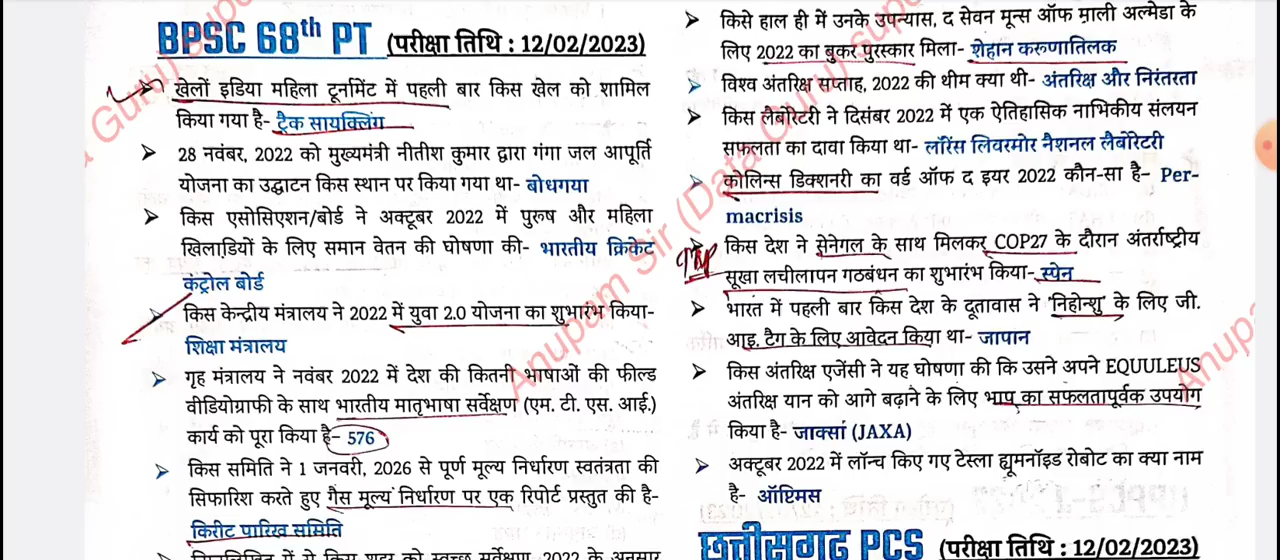 BPSC 68th PT (परीक्षा तिथि : 12/02/2023)
खेलों इंडिया महिला टूर्नामेंट में पहली बार किस खेल को शामिल
किया गया है- ट्रैक सायक्लिंग
28 नवंबर, 2022 को मुख्यमंत्री नीतीश कुमार द्वारा गंगा जल आपूर्ति
योजना का उद्घाटन किस स्थान पर किया गया था- बोधगया
किस एसोसिएशन/बोर्ड ने अक्टूबर 2022 में पुरुष और महिला
खिलाड़ियों के लिए समान वेतन की घोषणा की- भारतीय क्रिकेट
कंट्रोल बोर्ड
किस केन्द्रीय मंत्रालय ने 2022 में युवा 2.0 योजना का शुभारंभ किया-
शिक्षा मंत्रालय
गृह मंत्रालय ने नवंबर 2022 में देश की कितनी भाषाओं की फील्ड
वीडियोग्राफी के साथ भारतीय मातृभाषा सर्वेक्षण (एम. टी. एस. आई.)
कार्य को पूरा किया है- 576
किस समिति ने 1 जनवरी, 2026 से पूर्ण मूल्य निर्धारण स्वतंत्रता की
सिफारिश करते हुए गैस मूल्य निर्धारण पर एक रिपोर्ट प्रस्तुत की है-
किरीट पारिख समिति
किसे हाल ही में उनके उपन्यास, द सेवन मून्स ऑफ माली अल्मेडा के
लिए 2022 का बुकर पुरस्कार मिला- शेहान करुणातिलक
विश्व अंतरिक्ष सप्ताह, 2022 की थीम क्या थी- अंतरिक्ष और निरंतरता
किस लैबोरेटरी ने दिसंबर 2022 में एक ऐतिहासिक नाभिकीय संलयन
सफलता का दावा किया था- लॉरेंस लिवरमोर नैशनल लैबोरेटरी
कोलिन्स डिक्शनरी का वर्ड ऑफ द इयर 2022 कौन-सा है- Per-
macrisis
किस देश ने सेनेगल के साथ मिलकर COP27 के दौरान अंतर्राष्ट्रीय
सूखा लचीलापन गठबंधन का शुभारंभ किया- स्पेन
भारत में पहली बार किस देश के दूतावास ने 'निहोन्शु' के लिए जी.
आइ. टैग के लिए आवेदन किया था- जापान
किस अंतरिक्ष एजेंसी ने यह घोषणा की कि उसने अपने EQUULEUS
अंतरिक्ष यान को आगे बढ़ाने के लिए भाप का सफलतापूर्वक उपयोग
किया है- जाक्सां (JAXA)
अक्टूबर 2022 में लॉन्च किए गए टेस्ला ह्यूमनॉइड रोबोट का क्या नाम
है- ऑप्टिमस
छत्तीसगढ़ PCS (परीक्षा तिथि : 12/02/2023)
Anupam Sir (Data Guru)